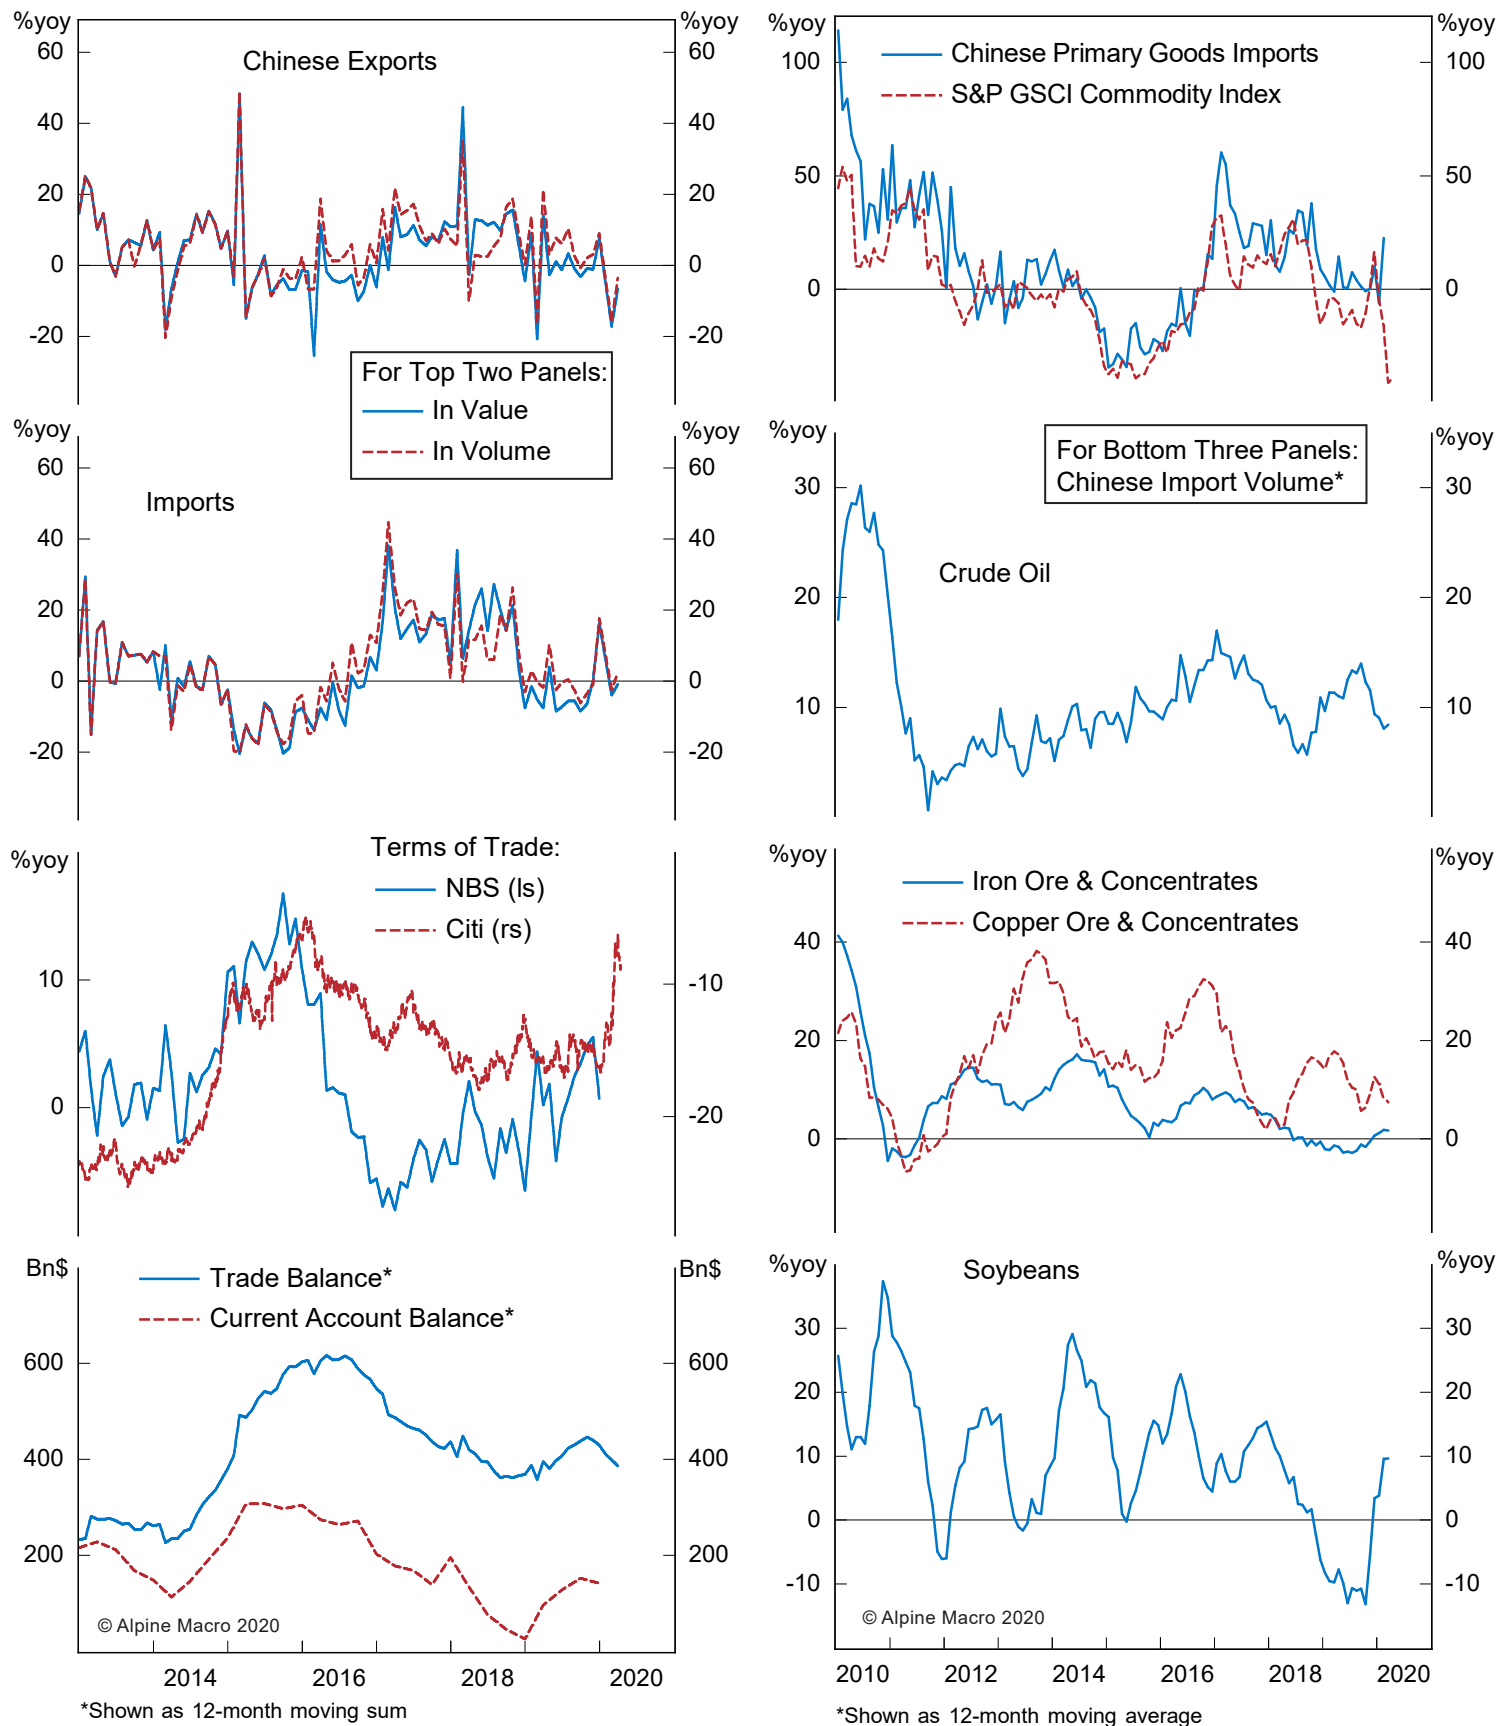 %yoy
%yoy
Chinese Exports
60
60
40
40
20
20
0
0
-20
-20
For Top Two Panels:
In Value
In Volume
%yoy
%yoy
Imports
60
60
40
40
20
20
0
0
-20
-20
%yoy
Terms of Trade:
NBS (ls)
Citi (rs)
10
0
-10
-20
Bn$
Bn$
Trade Balance*
Current Account Balance*
600
600
400
400
200
200
© Alpine Macro 2020
2014
2016
2018
2020
*Shown as 12-month moving sum
%yoy
%yoy
Chinese Primary Goods Imports
S&P GSCI Commodity Index
100
100
50
50
0
0
%yoy
%yoy
For Bottom Three Panels:
Chinese Import Volume*
Crude Oil
30
30
20
20
10
10
%yoy
%yoy
Iron Ore & Concentrates
Copper Ore & Concentrates
40
40
20
20
0
0
%yoy
%yoy
Soybeans
30
30
20
20
10
10
0
0
-10
-10
© Alpine Macro 2020
2010
2012
2014
2016
2018
2020
*Shown as 12-month moving average